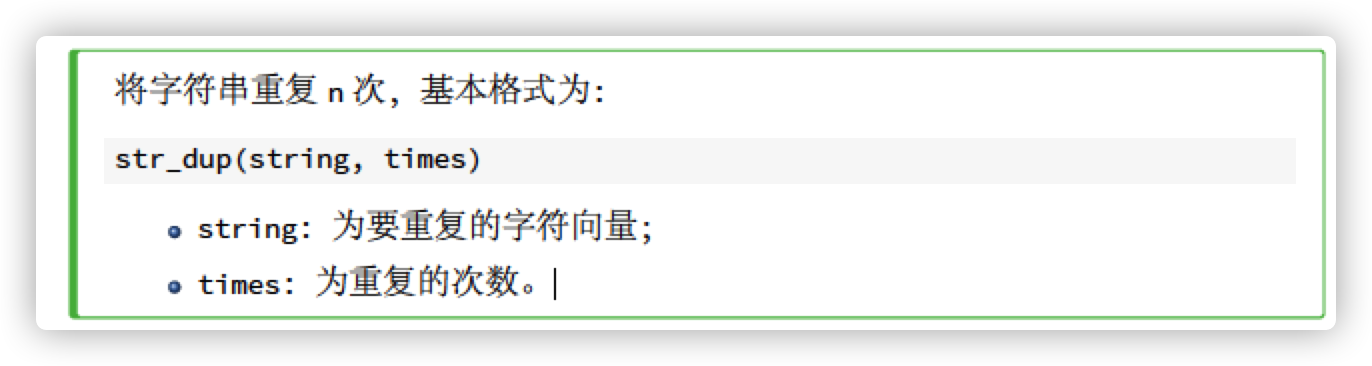 将字符串重复 n 次，基本格式为：
str_dup(string, times)
string: 为要重复的字符向量；
times: 为重复的次数。